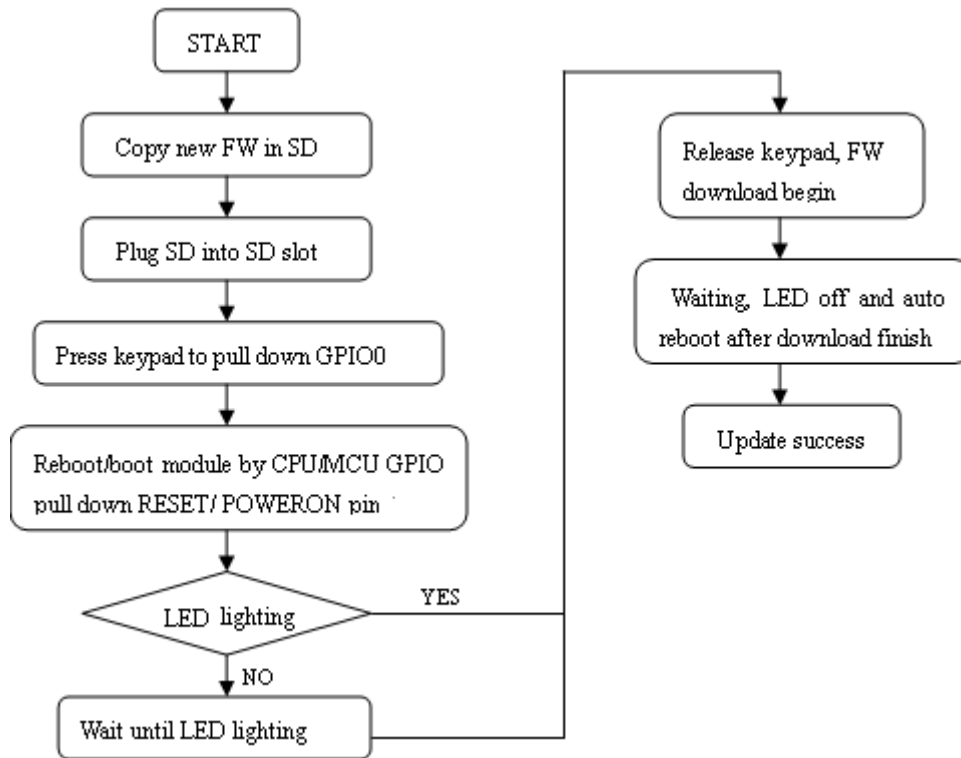 START
Copy new FW in SD
Plug SD into SD slot
Press keypad to pull down GPIO0
Reboot/boot module by CPU/MCU GPIO
pull down RESET/ POWERON pin
LED lighting
YES
NO
Wait until LED lighting
Release keypad, FW
download begin
Waiting, LED off and auto
reboot after download finish
Update success